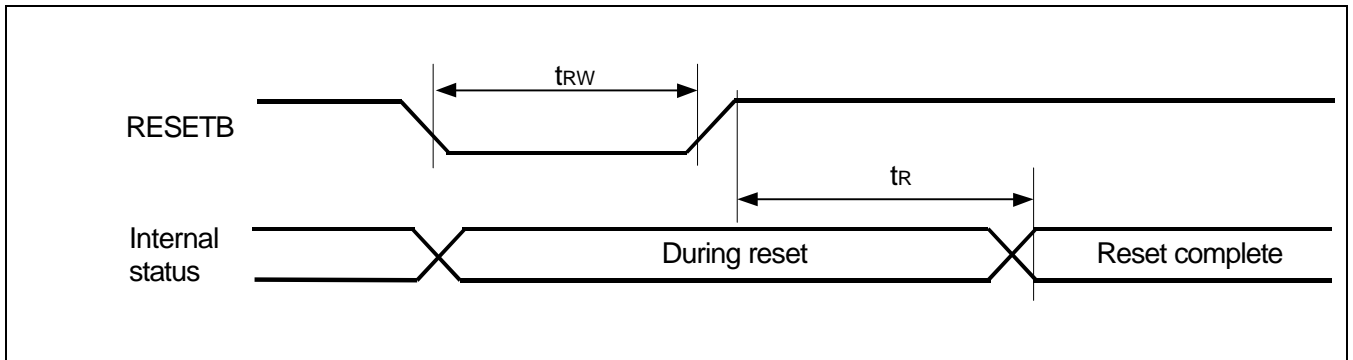 tRW
RESETB
tR
Internal
status
During reset
Reset complete